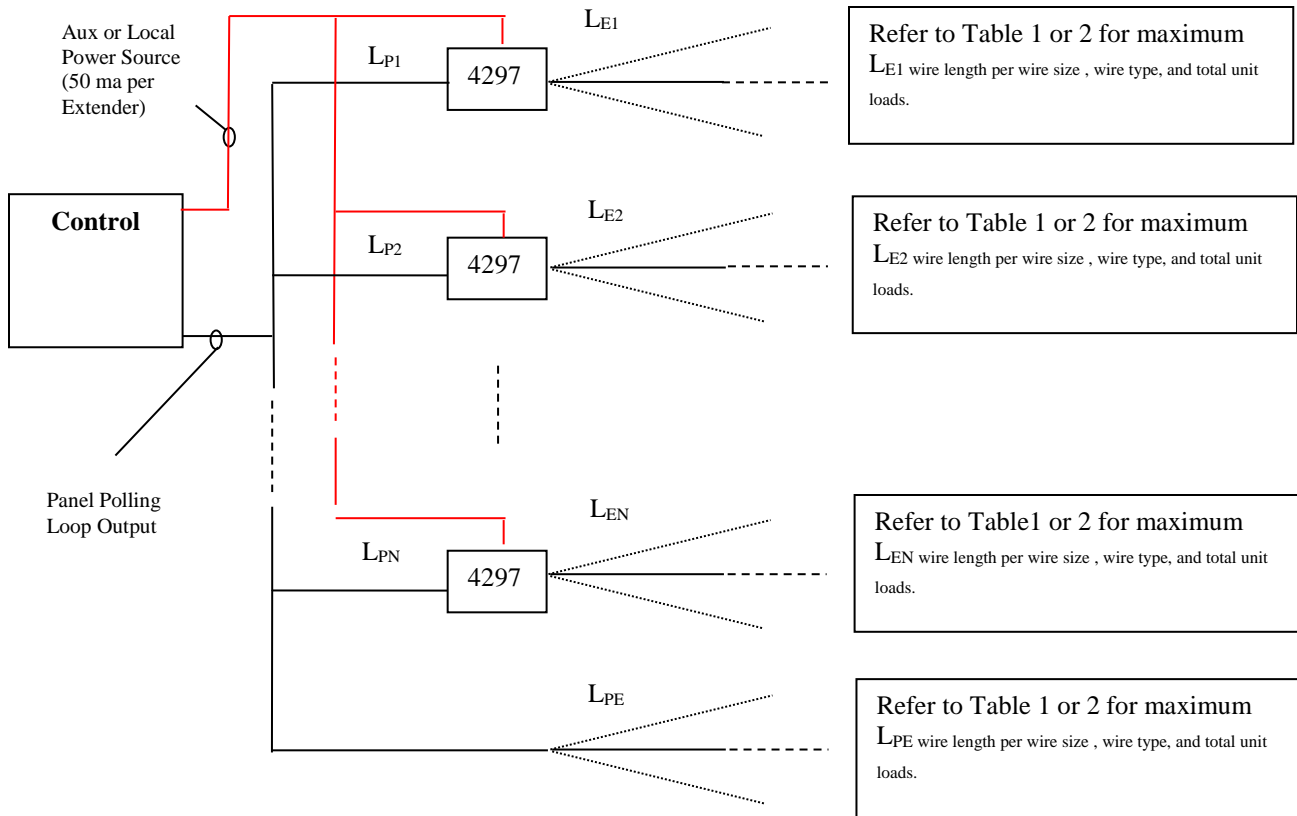 Aux or Local
Power Source
(50 ma per
Extender)
LP1
4297
LE1
Refer to Table 1 or 2 for maximum
LE1 wire length per wire size , wire type, and total unit
loads.
Control
LP2
4297
LE2
Refer to Table 1 or 2 for maximum
LE2 wire length per wire size , wire type, and total unit
loads.
Panel Polling
Loop Output
LPN
4297
LEN
Refer to Table1 or 2 for maximum
LEN wire length per wire size , wire type, and total unit
loads.
LPE
Refer to Table 1 or 2 for maximum
LPE wire length per wire size , wire type, and total unit
loads.